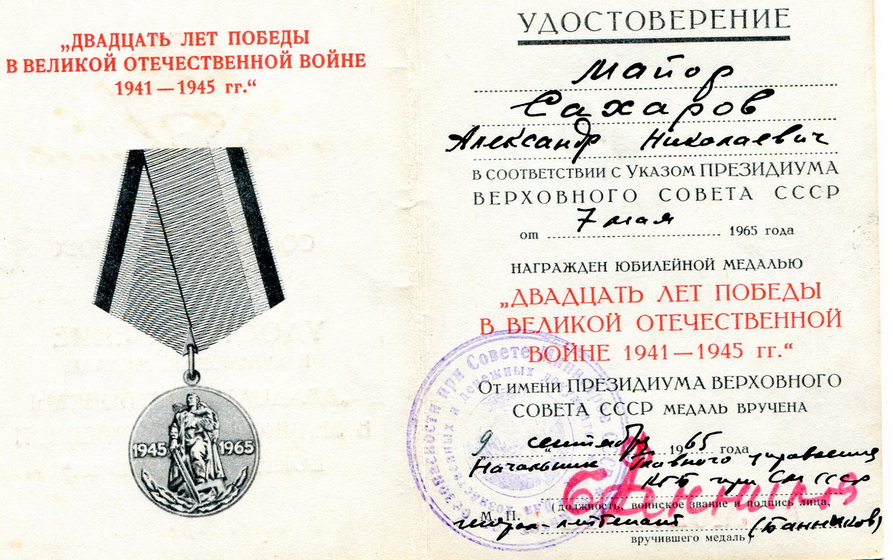 „ДВАДЦАТЬ ЛЕТ ПОБЕДЫ
В ВЕЛИКОЙ ОТЕЧЕСТВЕННОЙ ВОЙНЕ
1941 — 1945 гг.“
1945 1965
УДОСТОВЕРЕНИЕ
Майор
Сахаров
Александр Николаевич
В СООТВЕТСТВИИ С УКАЗОМ ПРЕЗИДИУМА
ВЕРХОВНОГО СОВЕТА СССР
от 7 мая 1965 года
НАГРАЖДЕН ЮБИЛЕЙНОЙ МЕДАЛЬЮ
„ДВАДЦАТЬ ЛЕТ ПОБЕДЫ
В ВЕЛИКОЙ ОТЕЧЕСТВЕННОЙ
ВОЙНЕ 1941 — 1945 гг.“
От имени ПРЕЗИДИУМА ВЕРХОВНОГО
СОВЕТА СССР МЕДАЛЬ ВРУЧЕНА
9 сентября 1965 года
Начальник Главного управления
КГБ при СМ СССР
М. П. (должность, воинское звание и подпись лица,
генерал-лейтенант (Банников)
вручившего медаль)